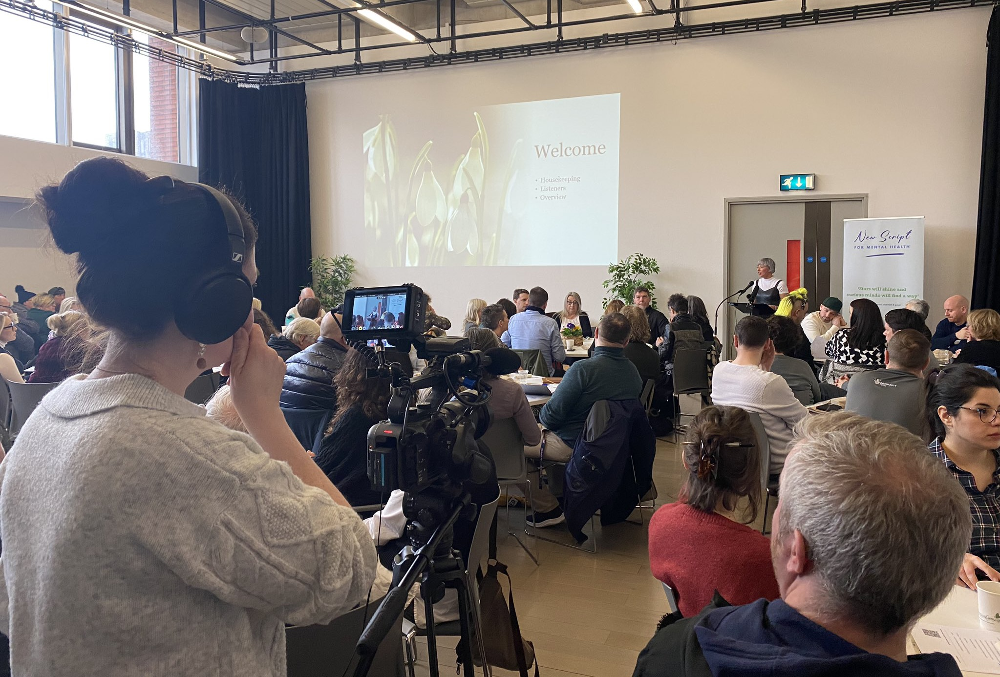 Welcome
• Housekeeping
• Listeners
• Overview
New Script
FOR MENTAL HEALTH
'Stars will shine and
curious minds will find a way'